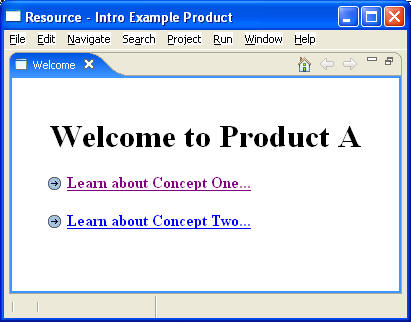 Resource - Intro Example Product
File Edit Navigate Search Project Run Window Help
Welcome
Welcome to Product A
Learn about Concept One...
Learn about Concept Two...